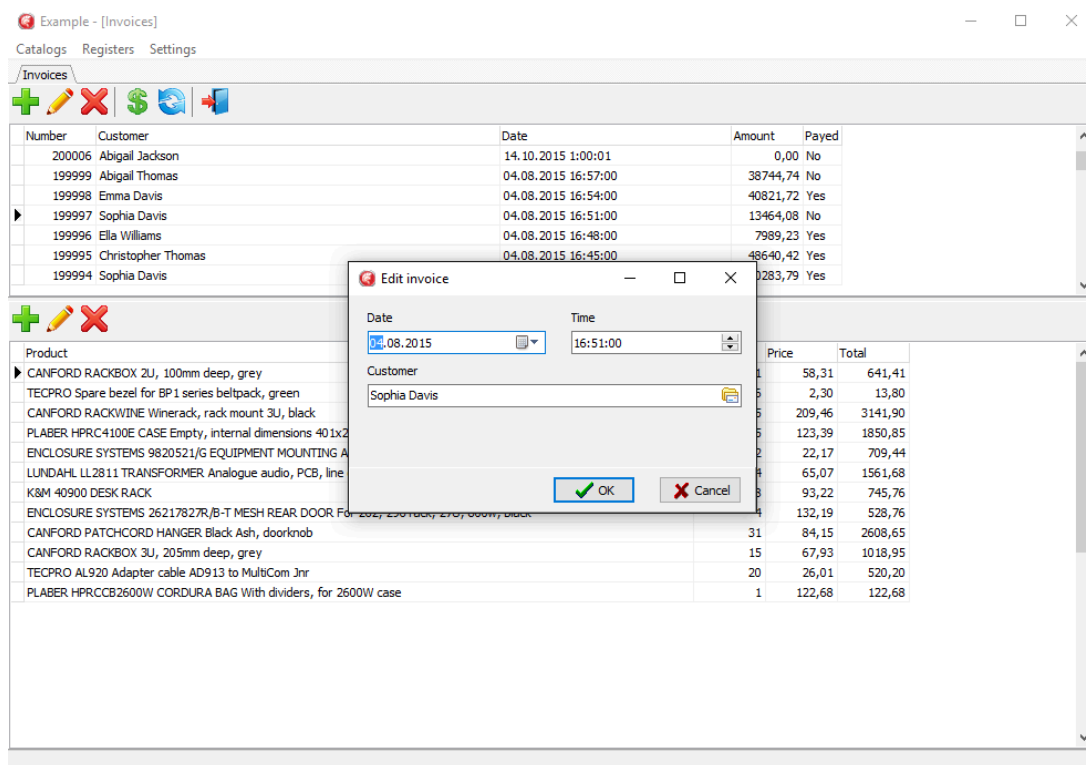 Example - [Invoices]
Catalogs Registers Settings
Invoices
Number Customer Date Amount Payed
200006 Abigail Jackson 14.10.2015 1:00:01 0,00 No
199999 Abigail Thomas 04.08.2015 16:57:00 38744,74 No
199998 Emma Davis 04.08.2015 16:54:00 40821,72 Yes
199997 Sophia Davis 04.08.2015 16:51:00 13464,08 No
199996 Ella Williams 04.08.2015 16:48:00 7989,23 Yes
199995 Christopher Thomas 04.08.2015 16:45:00 48640,42 Yes
199994 Sophia Davis Yes
Edit invoice
Date Time
04.08.2015 16:51:00
Customer
Sophia Davis
OK Cancel
Product Price Total
CANFORD RACKBOX 2U, 100mm deep, grey 58,31 641,41
TECPRO Spare bezel for BP1 series beltpack, green 2,30 13,80
CANFORD RACKWINE Winerack, rack mount 3U, black 209,46 3141,90
PLABER HPRC4100E CASE Empty, internal dimensions 123,39 1850,85
ENCLOSURE SYSTEMS 9820521/G EQUIPMENT MOUNTING 22,17 709,44
LUNDAHL LL2811 TRANSFORMER Analogue audio, PCB, line 65,07 1561,68
K&M 40900 DESK RACK 93,22 745,76
ENCLOSURE SYSTEMS 26217827R/B-T MESH REAR DOOR 132,19 528,76
CANFORD PATCHCORD HANGER Black Ash, doorknob 31 84,15 2608,65
CANFORD RACKBOX 3U, 205mm deep, grey 15 67,93 1018,95
TECPRO AL920 Adapter cable AD913 to MultiCom Jnr 20 26,01 520,20
PLABER HPRCCB2600W CORDURA BAG With dividers, for 2600W case 1 122,68 122,68